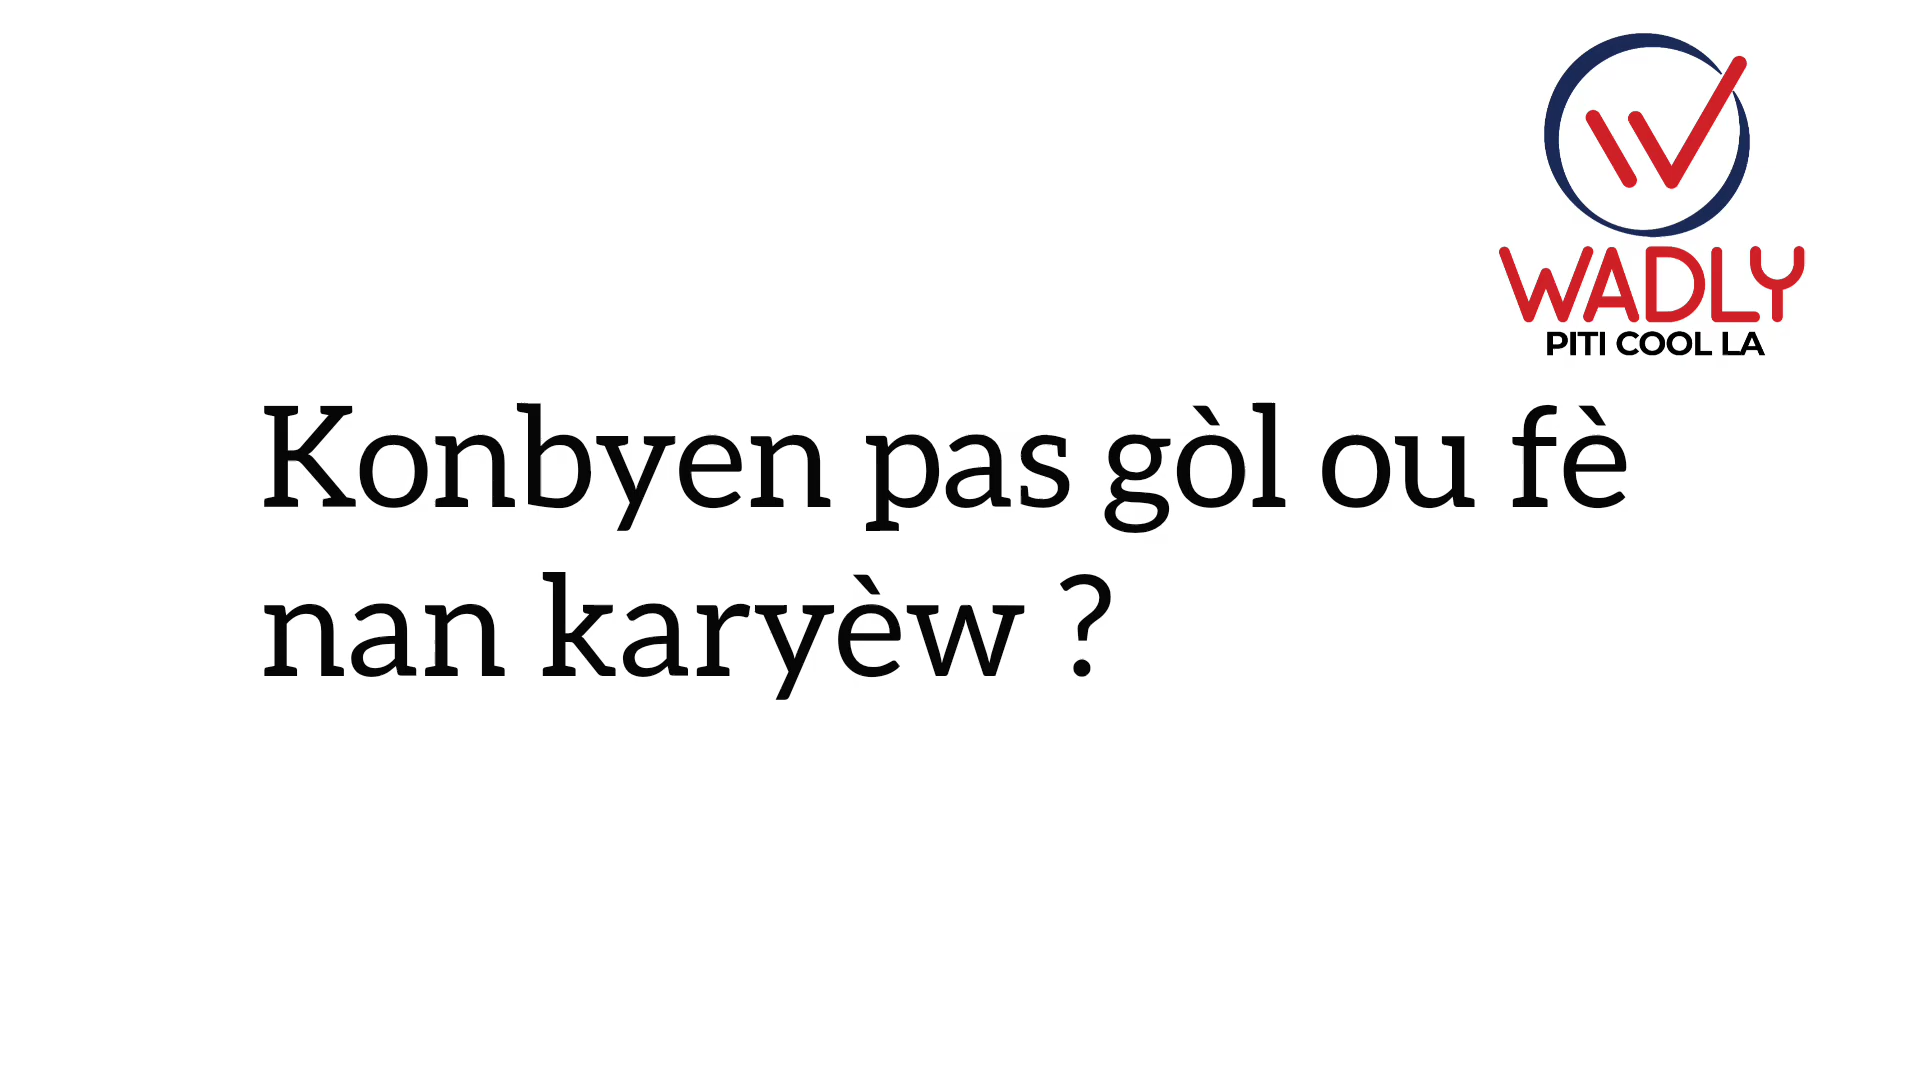 W
WADLY
PITI COOL LA
Konbyen pas gòl ou fè
nan karyèw ?